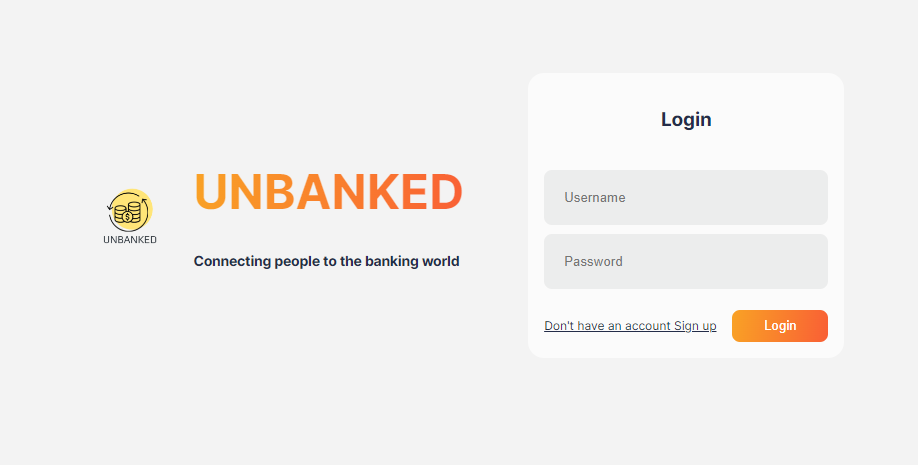 UNBANKED
UNBANKED
Connecting people to the banking world
Login
Username
Password
Don't have an account Sign up
Login